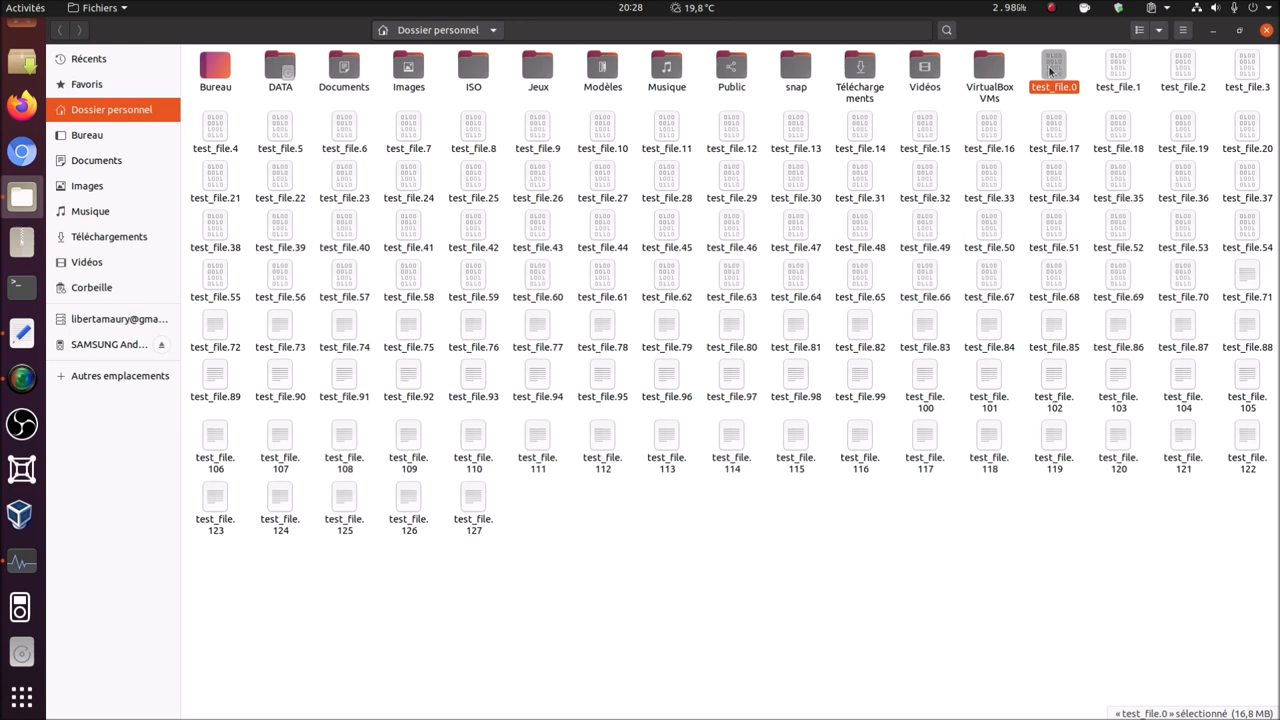 Activités
Fichiers
20:28
19,8°C
2.98GHz
Dossier personnel
Récents
Favoris
Dossier personnel
Bureau
Documents
Images
Musique
Téléchargements
Vidéos
Corbeille
libertamaury@gma...
SAMSUNG And...
Autres emplacements
Bureau
DATA
Documents
Images
ISO
Jeux
Modèles
Musique
Public
snap
Télécharge
ments
Vidéos
VirtualBox
VMs
test_file.0
test_file.1
test_file.2
test_file.3
test_file.4
test_file.5
test_file.6
test_file.7
test_file.8
test_file.9
test_file.10
test_file.11
test_file.12
test_file.13
test_file.14
test_file.15
test_file.16
test_file.17
test_file.18
test_file.19
test_file.20
test_file.21
test_file.22
test_file.23
test_file.24
test_file.25
test_file.26
test_file.27
test_file.28
test_file.29
test_file.30
test_file.31
test_file.32
test_file.33
test_file.34
test_file.35
test_file.36
test_file.37
test_file.38
test_file.39
test_file.40
test_file.41
test_file.42
test_file.43
test_file.44
test_file.45
test_file.46
test_file.47
test_file.48
test_file.49
test_file.50
test_file.51
test_file.52
test_file.53
test_file.54
test_file.55
test_file.56
test_file.57
test_file.58
test_file.59
test_file.60
test_file.61
test_file.62
test_file.63
test_file.64
test_file.65
test_file.66
test_file.67
test_file.68
test_file.69
test_file.70
test_file.71
test_file.72
test_file.73
test_file.74
test_file.75
test_file.76
test_file.77
test_file.78
test_file.79
test_file.80
test_file.81
test_file.82
test_file.83
test_file.84
test_file.85
test_file.86
test_file.87
test_file.88
test_file.89
test_file.90
test_file.91
test_file.92
test_file.93
test_file.94
test_file.95
test_file.96
test_file.97
test_file.98
test_file.99
test_file.
100
test_file.
101
test_file.
102
test_file.
103
test_file.
104
test_file.
105
test_file.
106
test_file.
107
test_file.
108
test_file.
109
test_file.
110
test_file.
111
test_file.
112
test_file.
113
test_file.
114
test_file.
115
test_file.
116
test_file.
117
test_file.
118
test_file.
119
test_file.
120
test_file.
121
test_file.
122
test_file.
123
test_file.
124
test_file.
125
test_file.
126
test_file.
127
« test_file.0 » sélectionné (16,8 MB)